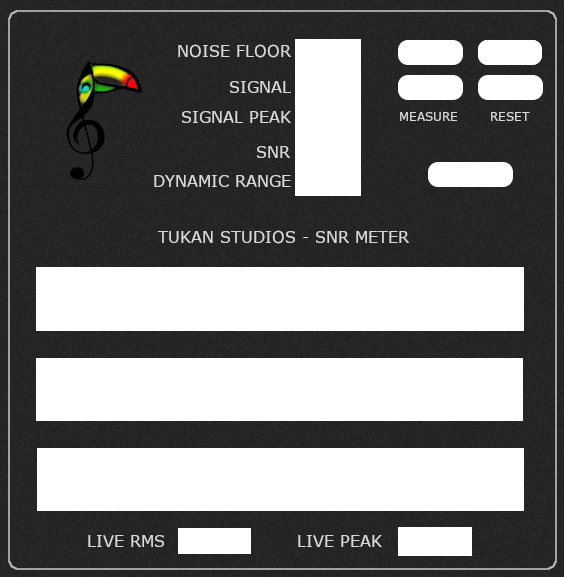 NOISE FLOOR
SIGNAL
SIGNAL PEAK
SNR
DYNAMIC RANGE
MEASURE
RESET
TUKAN STUDIOS - SNR METER
LIVE RMS
LIVE PEAK